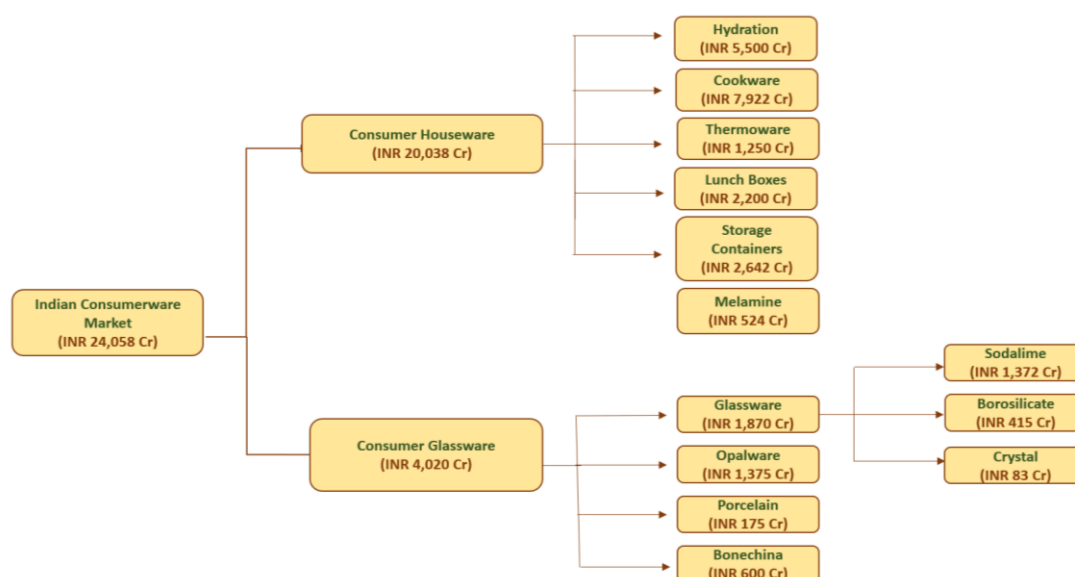 Hydration
(INR 5,500 Cr)
Cookware
(INR 7,922 Cr)
Consumer Houseware
(INR 20,038 Cr)
Thermoware
(INR 1,250 Cr)
Lunch Boxes
(INR 2,200 Cr)
Storage
Containers
(INR 2,642 Cr)
Indian Consumerware
Market
(INR 24,058 Cr)
Melamine
(INR 524 Cr)
Consumer Glassware
(INR 4,020 Cr)
Glassware
(INR 1,870 Cr)
Opalware
(INR 1,375 Cr)
Porcelain
(INR 175 Cr)
Bonechina
(INR 600 Cr)
Sodalime
(INR 1,372 Cr)
Borosilicate
(INR 415 Cr)
Crystal
(INR 83 Cr)